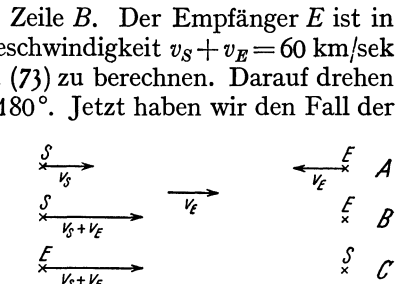 Zeile B. Der Empfänger E ist in
eschwindigkeit v_S + v_E = 60 km/sek
(73) zu berechnen. Darauf drehen
180°. Jetzt haben wir den Fall der
S E A
v_S v_E
S v_E E B
v_S + v_E
E S C
v_S + v_E